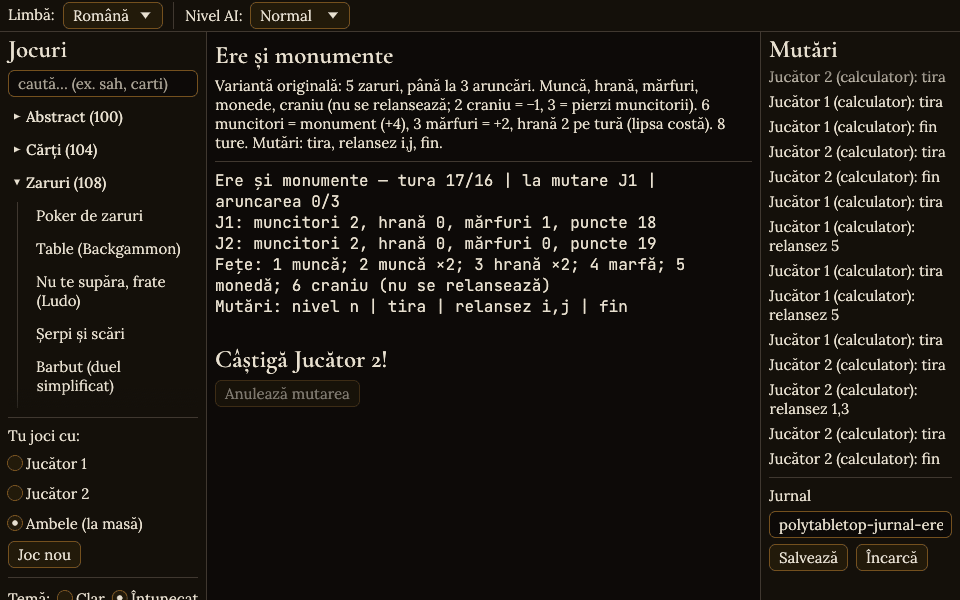 Limbă: Română ▼ Nivel AI: Normal ▼
Jocuri
caută... (ex. sah, carti)
▸ Abstract (100)
▸ Cărți (104)
▾ Zaruri (108)
Poker de zaruri
Table (Backgammon)
Nu te supăra, frate
(Ludo)
Șerpi și scări
Barbut (duel
simplificat)
Tu joci cu:
Jucător 1
Jucător 2
Ambele (la masă)
Joc nou
Temă: Clar Întunecat
Ere și monumente
Variantă originală: 5 zaruri, până la 3 aruncări. Muncă, hrană, mărfuri,
monede, craniu (nu se relansează; 2 craniu = −1, 3 = pierzi muncitorii). 6
muncitori = monument (+4), 3 mărfuri = +2, hrană 2 pe tură (lipsa costă). 8
ture. Mutări: tira, relansez i,j, fin.
Ere și monumente — tura 17/16 | la mutare J1 |
aruncarea 0/3
J1: muncitori 2, hrană 0, mărfuri 1, puncte 18
J2: muncitori 2, hrană 0, mărfuri 0, puncte 19
Fețe: 1 muncă; 2 muncă ×2; 3 hrană ×2; 4 marfă; 5
monedă; 6 craniu (nu se relansează)
Mutări: nivel n | tira | relansez i,j | fin
Câștigă Jucător 2!
Anulează mutarea
Mutări
Jucător 2 (calculator): tira
Jucător 1 (calculator): tira
Jucător 1 (calculator): fin
Jucător 2 (calculator): tira
Jucător 2 (calculator): fin
Jucător 1 (calculator): tira
Jucător 1 (calculator):
relansez 5
Jucător 1 (calculator): tira
Jucător 1 (calculator):
relansez 5
Jucător 1 (calculator): tira
Jucător 2 (calculator): tira
Jucător 2 (calculator):
relansez 1,3
Jucător 2 (calculator): tira
Jucător 2 (calculator): fin
Jurnal
polytabletop-jurnal-ere
Salvează Încarcă